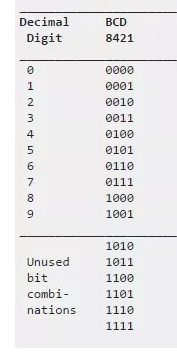 Decimal BCD
Digit 8421
0 0000
1 0001
2 0010
3 0011
4 0100
5 0101
6 0110
7 0111
8 1000
9 1001
1010
Unused 1011
bit 1100
combi- 1101
nations 1110
1111